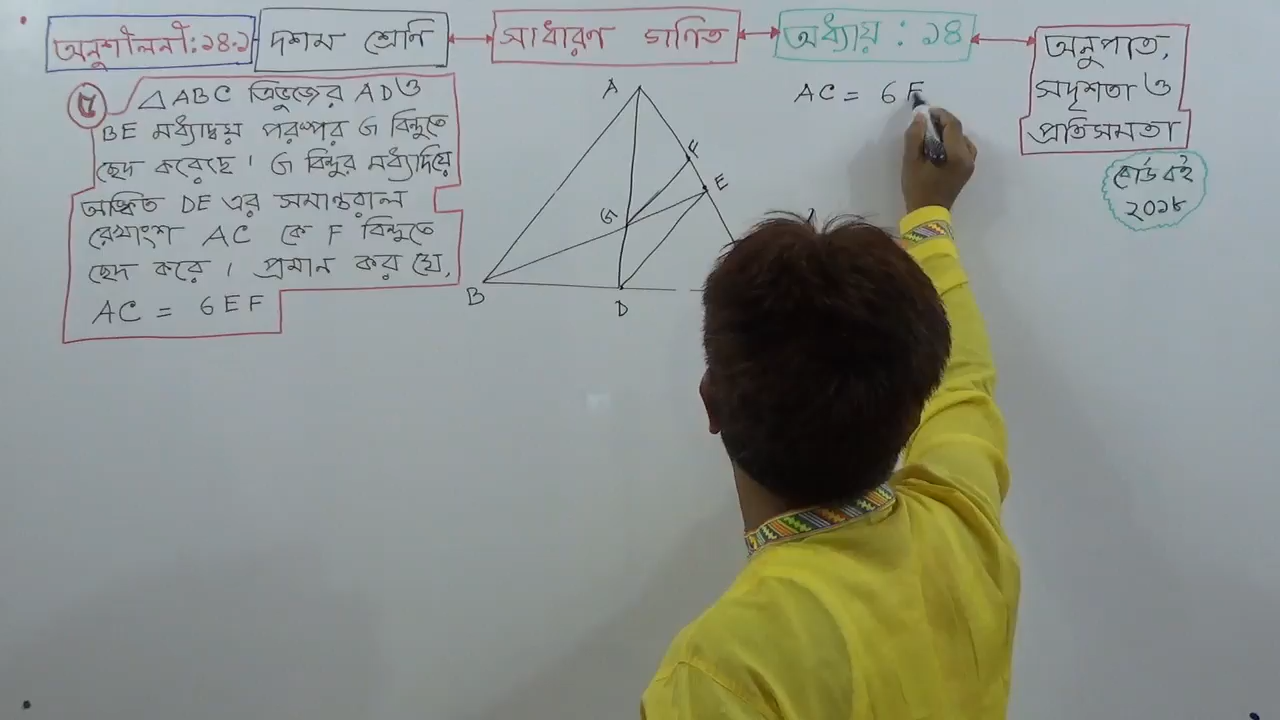 অনুশীলনী: ১৪.১
দশম শ্রেণি
সাধারণ গণিত
অধ্যায় : ১৪
অনুপাত,
সদৃশতা ও
প্রতিসমতা
বোর্ড বই
২০১৮
△ABC ত্রিভুজের AD ও
BE মধ্যমাদ্বয় পরস্পর G বিন্দুতে
ছেদ করেছে। G বিন্দুর মধ্যদিয়ে
অঙ্কিত DE এর সমান্তরাল
রেখাংশ AC কে F বিন্দুতে
ছেদ করে। প্রমান কর যে,
AC = 6EF
A
F
E
G
B
D
AC = 6E